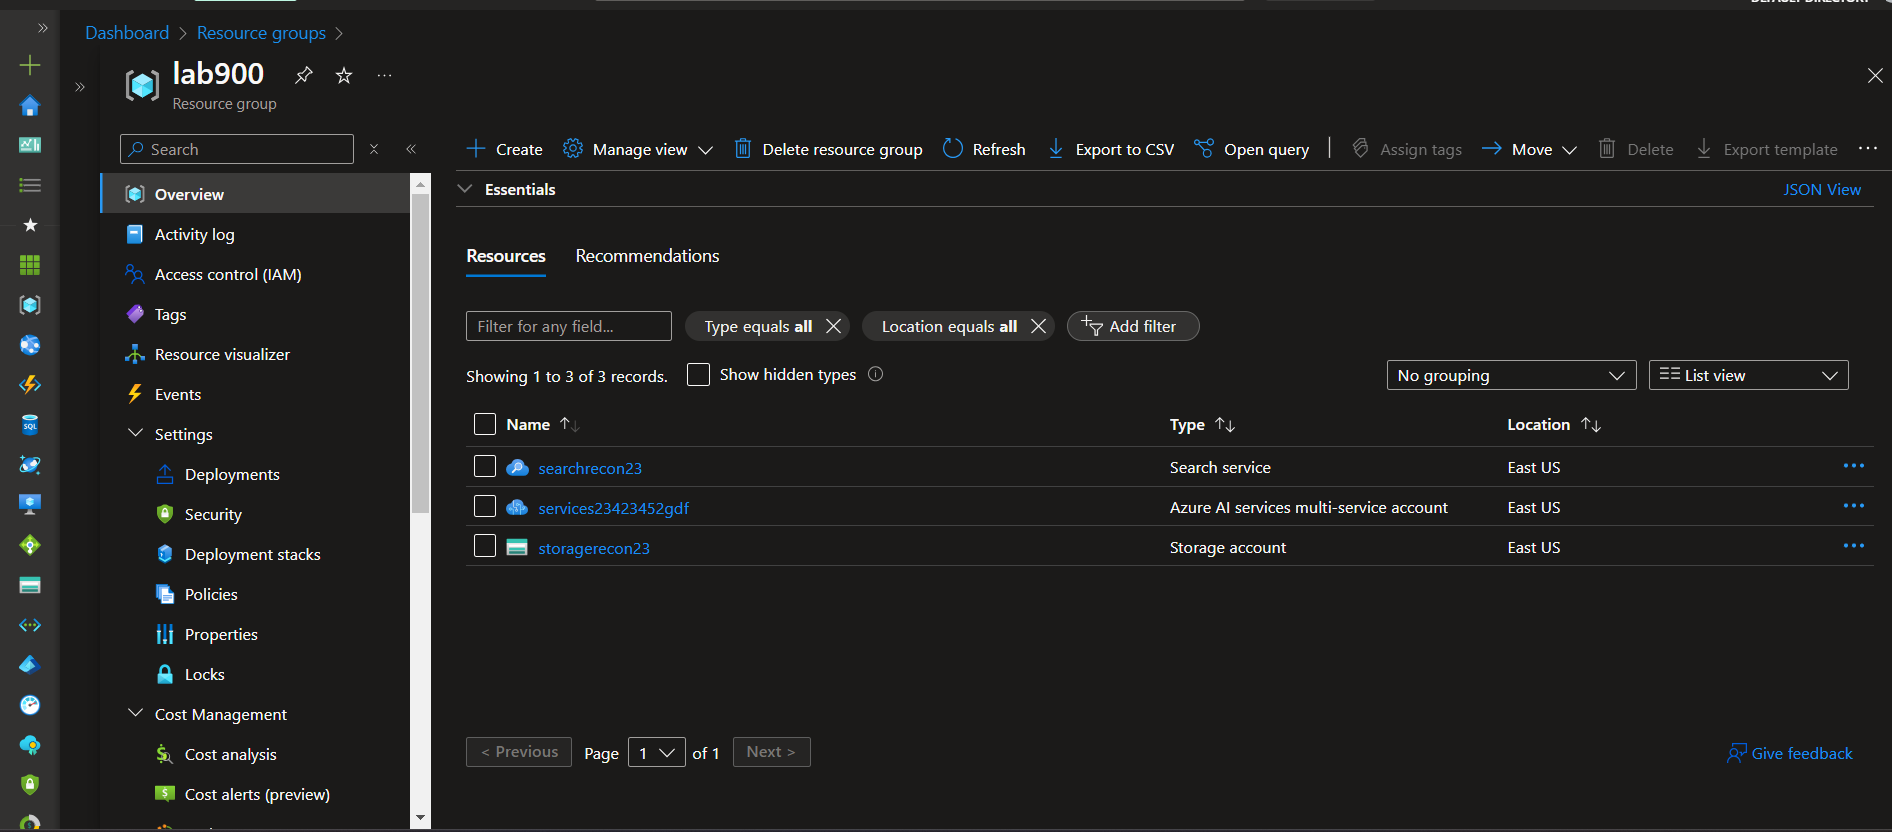 DEFAULT DIRECTORY
Dashboard > Resource groups >
lab900
Resource group
Search
Create Manage view Delete resource group Refresh Export to CSV Open query Assign tags Move Delete Export template
Essentials
JSON View
Overview
Activity log
Access control (IAM)
Tags
Resource visualizer
Events
Settings
Deployments
Security
Deployment stacks
Policies
Properties
Locks
Cost Management
Cost analysis
Cost alerts (preview)
Resources Recommendations
Filter for any field... Type equals all Location equals all Add filter
Showing 1 to 3 of 3 records. Show hidden types No grouping List view
Name Type Location
searchrecon23 Search service East US
services23423452gdf Azure AI services multi-service account East US
storagerecon23 Storage account East US
< Previous Page 1 of 1 Next >
Give feedback
SQL